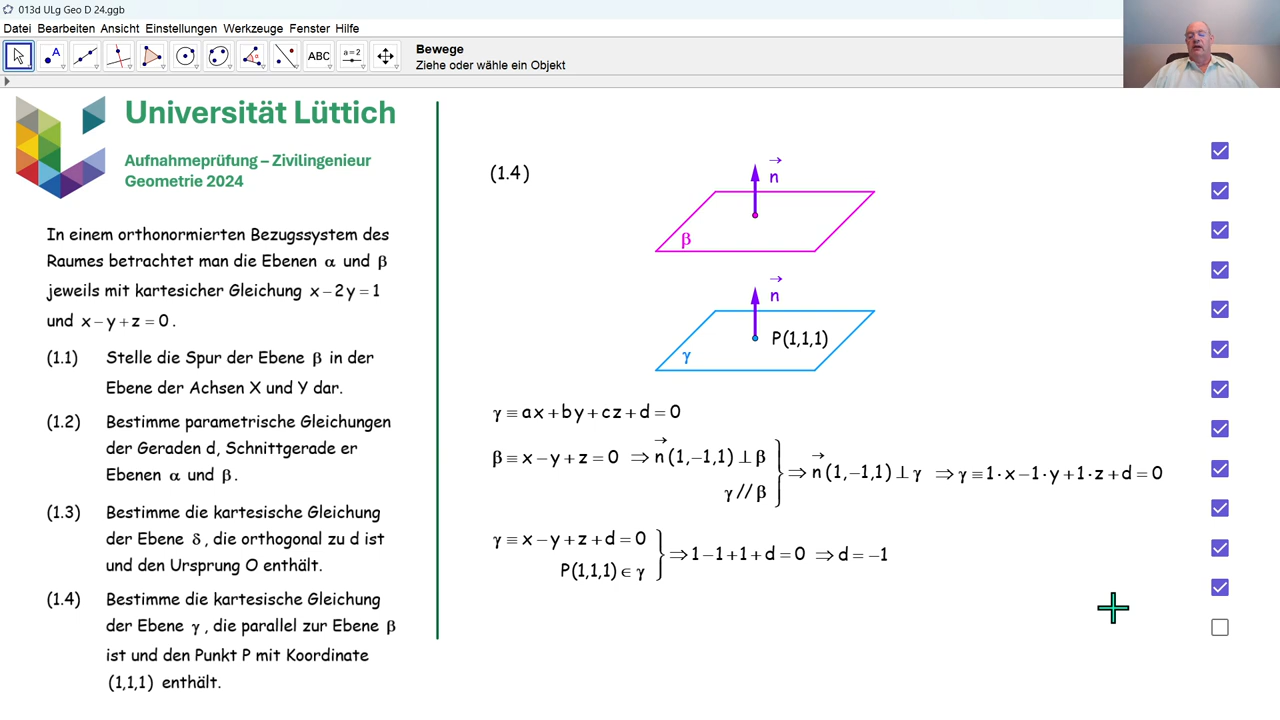 013d ULg Geo D 24.ggb
Datei Bearbeiten Ansicht Einstellungen Werkzeuge Fenster Hilfe
A
ABC
a=2
Bewege
Ziehe oder wähle ein Objekt
Universität Lüttich
Aufnahmeprüfung – Zivilingenieur
Geometrie 2024
In einem orthonormierten Bezugssystem des
Raumes betrachtet man die Ebenen α und β
jeweils mit kartesicher Gleichung x – 2y = 1
und x – y + z = 0 .
(1.1) Stelle die Spur der Ebene β in der
Ebene der Achsen X und Y dar.
(1.2) Bestimme parametrische Gleichungen
der Geraden d, Schnittgerade er
Ebenen α und β .
(1.3) Bestimme die kartesische Gleichung
der Ebene δ , die orthogonal zu d ist
und den Ursprung O enthält.
(1.4) Bestimme die kartesische Gleichung
der Ebene γ , die parallel zur Ebene β
ist und den Punkt P mit Koordinate
(1,1,1) enthält.
(1.4)
n⃗
β
n⃗
P(1,1,1)
γ
γ ≡ ax + by + cz + d = 0
β ≡ x – y + z = 0 ⇒ n⃗ (1,–1,1) ⊥ β
γ // β
⇒ n⃗ (1,–1,1) ⊥ γ ⇒ γ ≡ 1·x – 1·y + 1·z + d = 0
γ ≡ x – y + z + d = 0
P(1,1,1) ∈ γ
⇒ 1 – 1 + 1 + d = 0 ⇒ d = –1